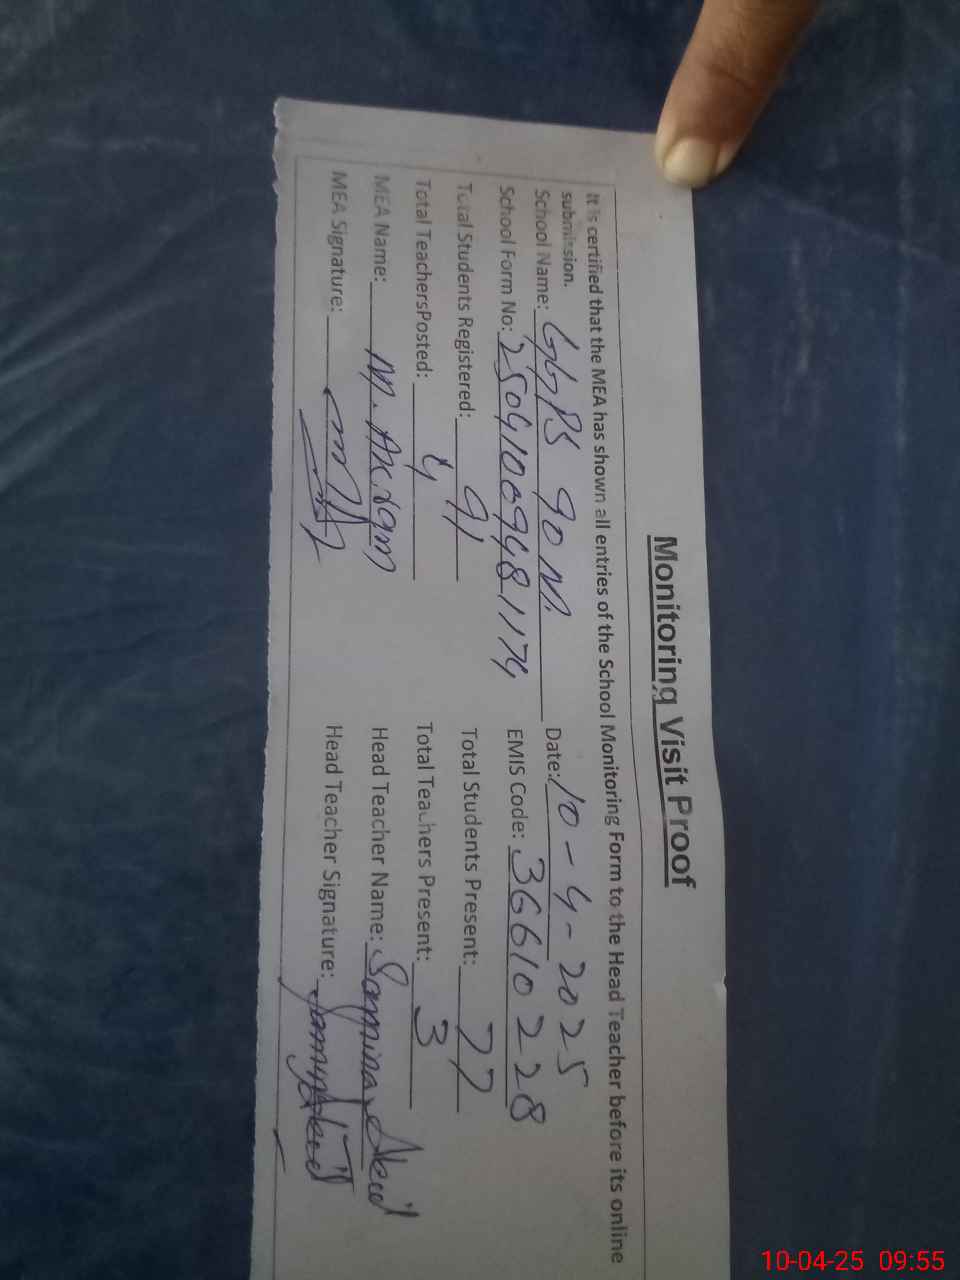 Monitoring Visit Proof
It is certified that the MEA has shown all entries of the School Monitoring Form to the Head Teacher before its online
submission.
School Name: GGPS 90 M. Date: 10-4-2025
School Form No: EMIS Code: 36610228
Total Students Registered: 91 Total Students Present: 77
Total TeachersPosted: 4 Total Teachers Present: 3
MEA Name: M. Akram Head Teacher Name:
MEA Signature: Head Teacher Signature:
10-04-25 09:55